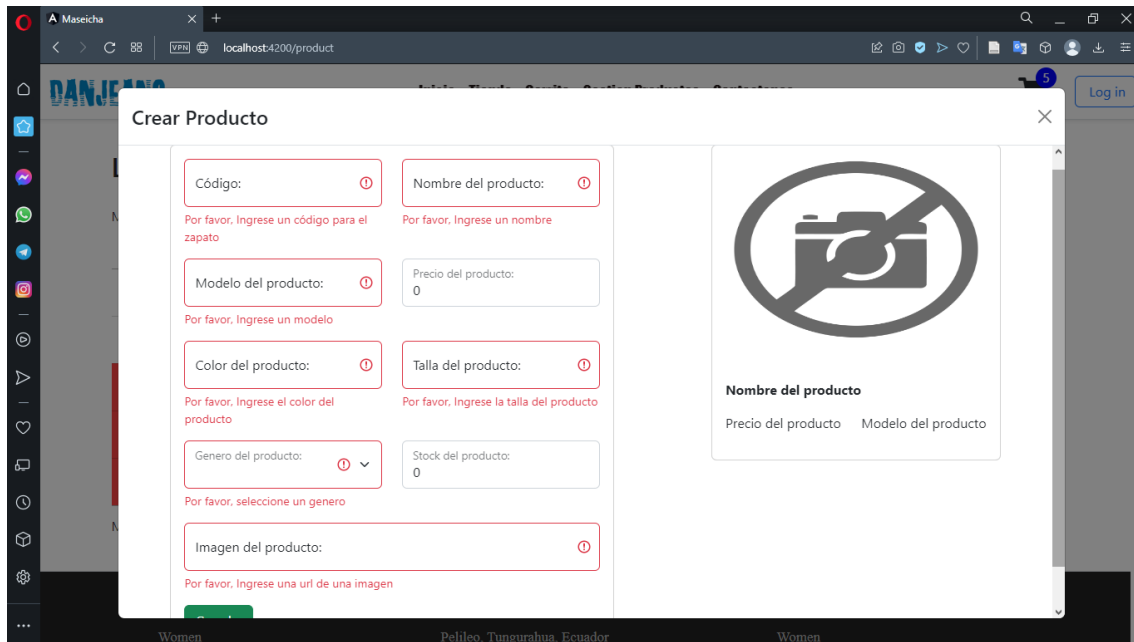 Maseicha
VPN
localhost:4200/product
5
Log in
Crear Producto
Código:
Nombre del producto:
Por favor, Ingrese un código para el
zapato
Por favor, Ingrese un nombre
Modelo del producto:
Precio del producto:
0
Por favor, Ingrese un modelo
Color del producto:
Talla del producto:
Por favor, Ingrese el color del
producto
Por favor, Ingrese la talla del producto
Genero del producto:
Stock del producto:
0
Por favor, seleccione un genero
Imagen del producto:
Por favor, Ingrese una url de una imagen
Nombre del producto
Precio del producto Modelo del producto
Women
Pelileo, Tungurahua, Ecuador
Women